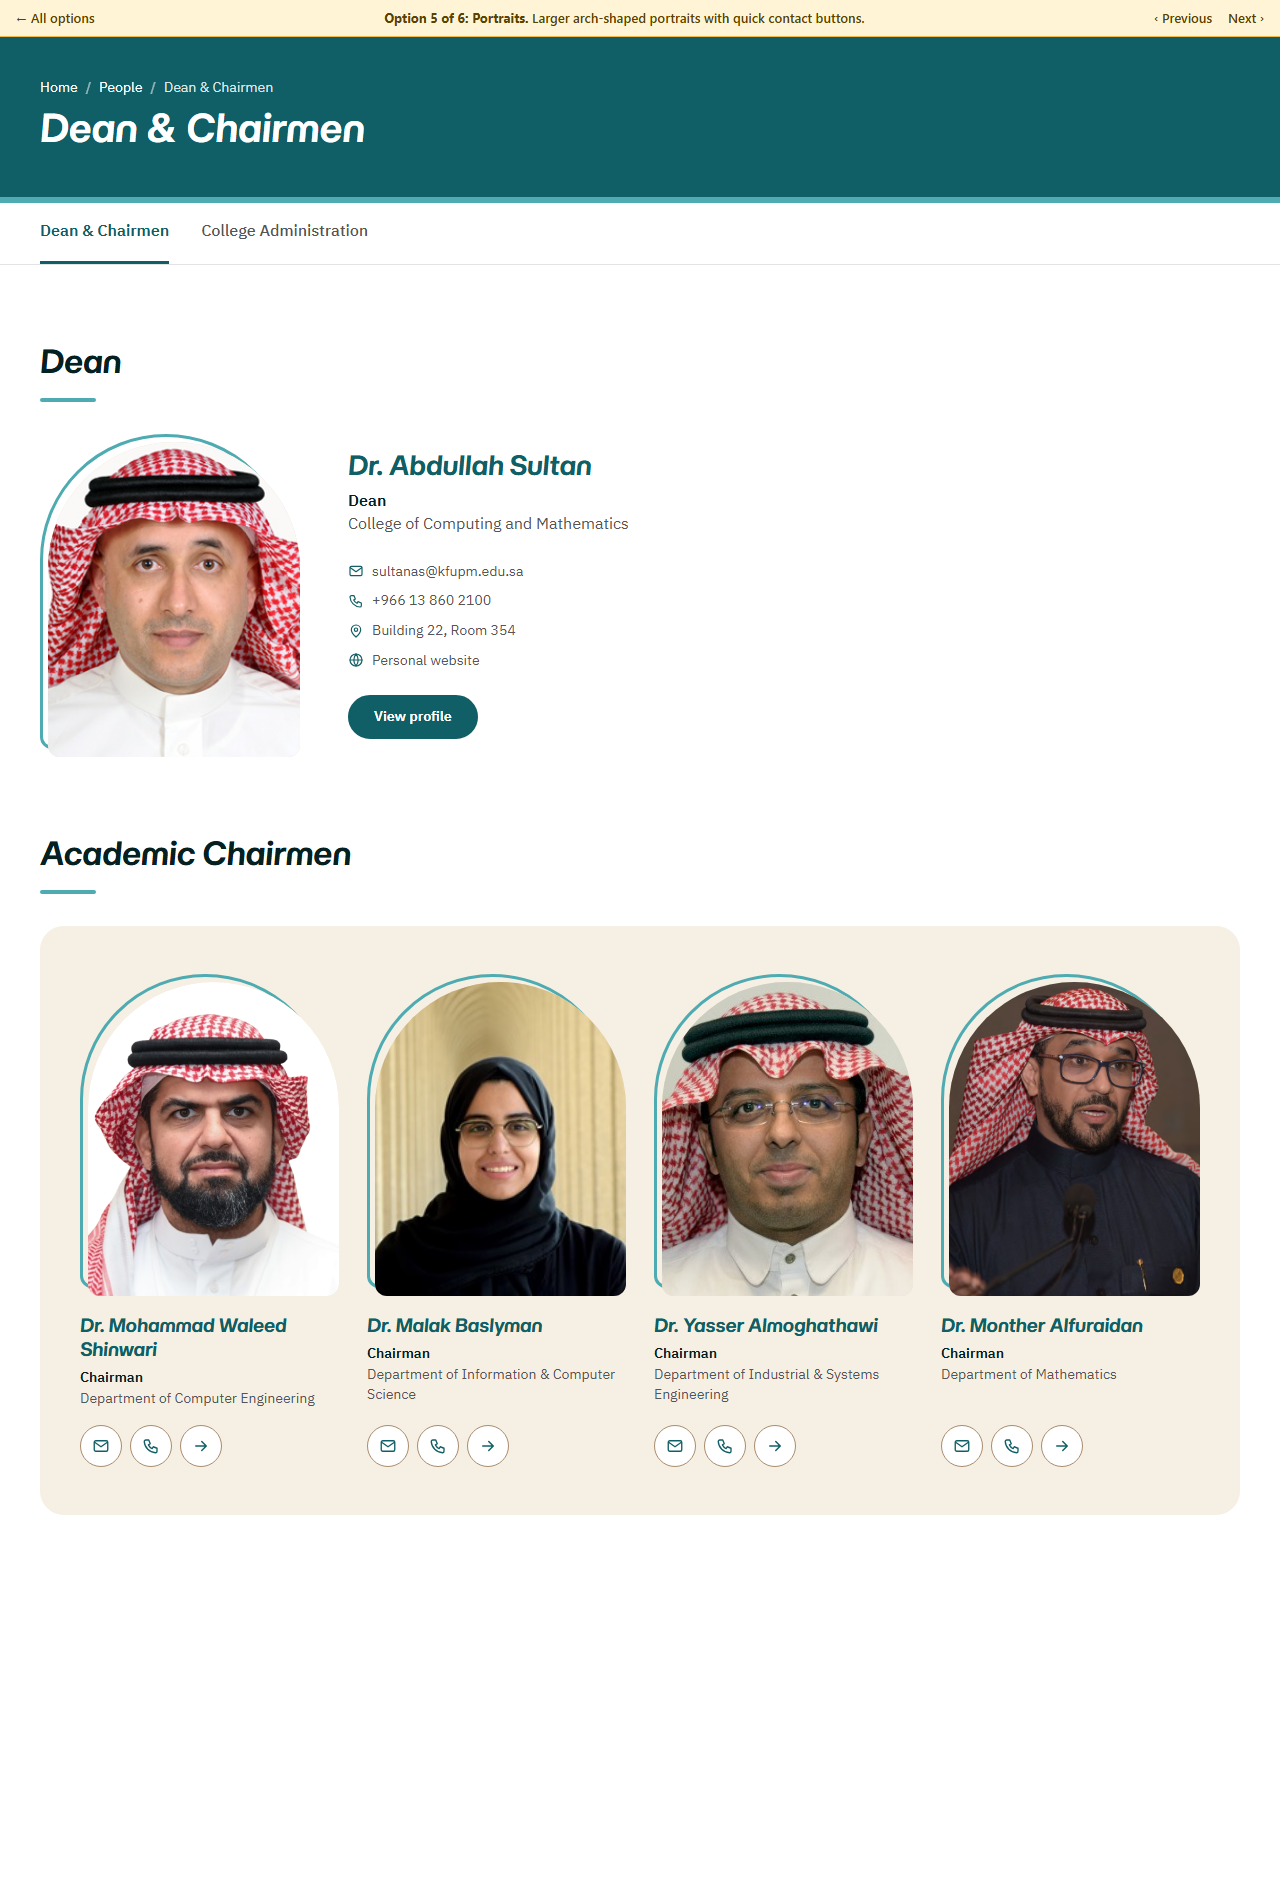 ← All options
Option 5 of 6: Portraits. Larger arch-shaped portraits with quick contact buttons.
‹ Previous Next ›
Home / People / Dean & Chairmen
Dean & Chairmen
Dean & Chairmen College Administration
Dean
Dr. Abdullah Sultan
Dean
College of Computing and Mathematics
sultanas@kfupm.edu.sa
+966 13 860 2100
Building 22, Room 354
Personal website
View profile
Academic Chairmen
Dr. Mohammad Waleed
Shinwari
Chairman
Department of Computer Engineering
Dr. Malak Baslyman
Chairman
Department of Information & Computer
Science
Dr. Yasser Almoghathawi
Chairman
Department of Industrial & Systems
Engineering
Dr. Monther Alfuraidan
Chairman
Department of Mathematics